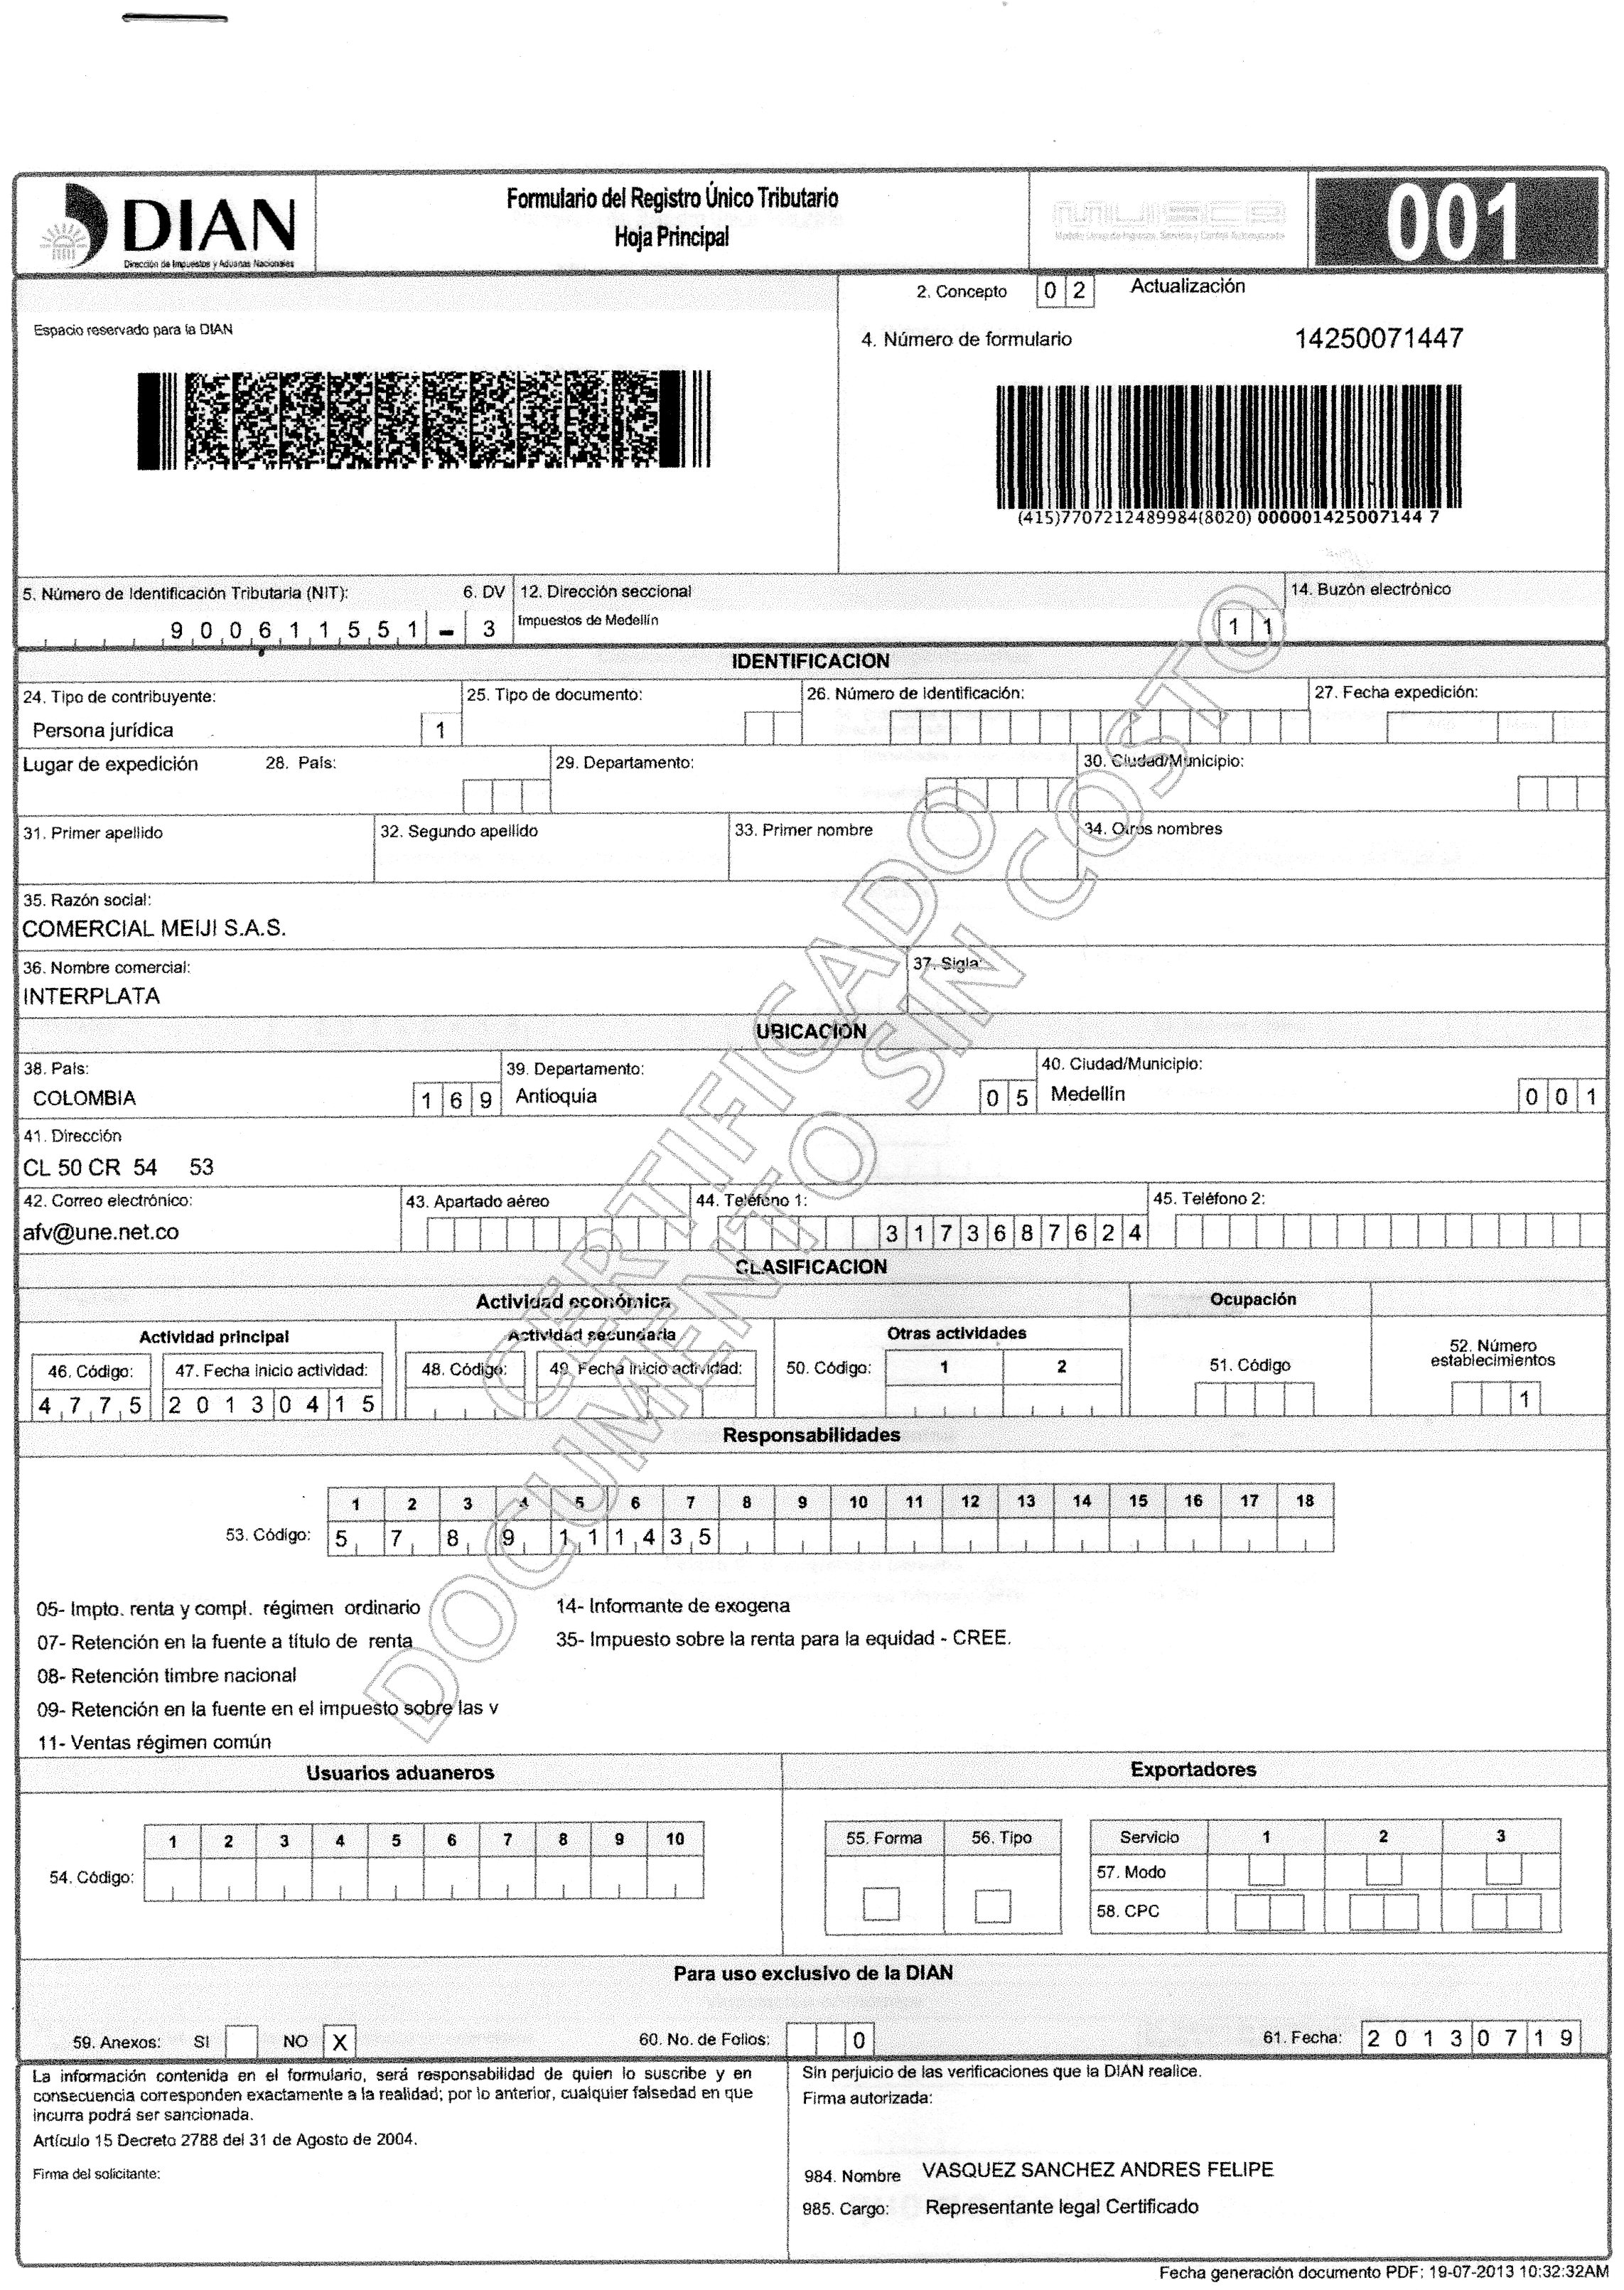 DIAN
Dirección de Impuestos y Aduanas Nacionales
Formulario del Registro Único Tributario
Hoja Principal
MUISCA
Modelo Único de Ingresos, Servicio y Control Automatizado
001
2. Concepto 0 2 Actualización
Espacio reservado para la DIAN
4. Número de formulario 14250071447
(415)7707212489984(8020) 000001425007144 7
5. Número de Identificación Tributaria (NIT): 6. DV 12. Dirección seccional 14. Buzón electrónico
9 0 0 6 1 1 5 5 1 - 3 Impuestos de Medellín 1 1
IDENTIFICACION
24. Tipo de contribuyente: 25. Tipo de documento: 26. Número de Identificación: 27. Fecha expedición:
Persona jurídica 1
Lugar de expedición 28. País: 29. Departamento: 30. Ciudad/Municipio:
31. Primer apellido 32. Segundo apellido 33. Primer nombre 34. Otros nombres
35. Razón social:
COMERCIAL MEIJI S.A.S.
36. Nombre comercial: 37. Sigla:
INTERPLATA
UBICACION
38. País: 39. Departamento: 40. Ciudad/Municipio:
COLOMBIA 1 6 9 Antioquia 0 5 Medellín 0 0 1
41. Dirección
CL 50 CR 54 53
42. Correo electrónico: 43. Apartado aéreo 44. Teléfono 1: 45. Teléfono 2:
afv@une.net.co 3 1 7 3 6 8 7 6 2 4
CLASIFICACION
Actividad económica Ocupación
Actividad principal Actividad secundaria Otras actividades 52. Número establecimientos
46. Código: 47. Fecha inicio actividad: 48. Código: 49. Fecha inicio actividad: 50. Código: 1 2 51. Código
4 7 7 5 2 0 1 3 0 4 1 5 1
Responsabilidades
1 2 3 4 5 6 7 8 9 10 11 12 13 14 15 16 17 18
53. Código: 5 7 8 9 1 1 1 4 3 5
05- Impto. renta y compl. régimen ordinario 14- Informante de exogena
07- Retención en la fuente a título de renta 35- Impuesto sobre la renta para la equidad - CREE.
08- Retención timbre nacional
09- Retención en la fuente en el impuesto sobre las v
11- Ventas régimen común
CERTIFICADO
DOCUMENTO SIN COSTO
Usuarios aduaneros Exportadores
1 2 3 4 5 6 7 8 9 10 55. Forma 56. Tipo Servicio 1 2 3
54. Código: 57. Modo
58. CPC
Para uso exclusivo de la DIAN
59. Anexos: SI NO X 60. No. de Folios: 0 61. Fecha: 2 0 1 3 0 7 1 9
La información contenida en el formulario, será responsabilidad de quien lo suscribe y en
consecuencia corresponden exactamente a la realidad; por lo anterior, cualquier falsedad en que
incurra podrá ser sancionada.
Artículo 15 Decreto 2788 del 31 de Agosto de 2004.
Firma del solicitante:
Sin perjuicio de las verificaciones que la DIAN realice.
Firma autorizada:
984. Nombre VASQUEZ SANCHEZ ANDRES FELIPE
985. Cargo: Representante legal Certificado
Fecha generación documento PDF: 19-07-2013 10:32:32AM